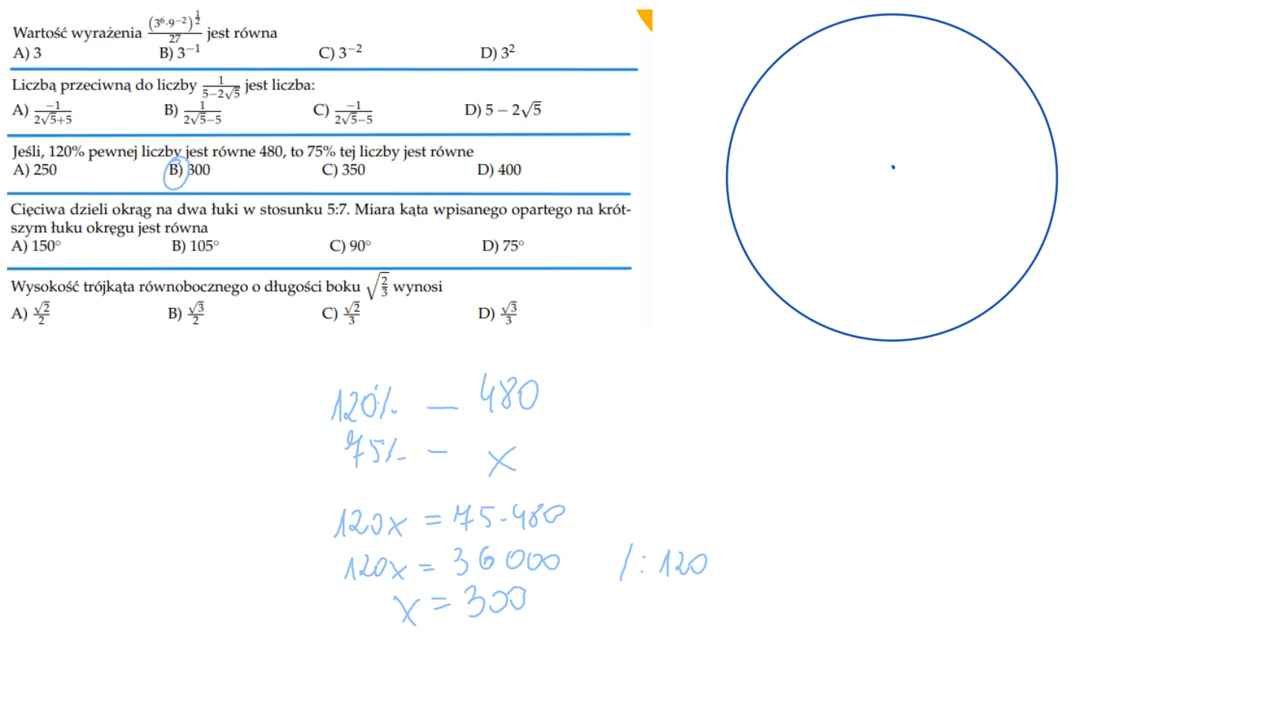 Wartość wyrażenia (3⁶·9⁻²)^(1/2)/27 jest równa
A) 3 B) 3⁻¹ C) 3⁻² D) 3²
Liczbą przeciwną do liczby 1/(5−2√5) jest liczba:
A) −1/(2√5+5) B) 1/(2√5−5) C) −1/(2√5−5) D) 5 − 2√5
Jeśli, 120% pewnej liczby jest równe 480, to 75% tej liczby jest równe
A) 250 B) 300 C) 350 D) 400
Cięciwa dzieli okrąg na dwa łuki w stosunku 5:7. Miara kąta wpisanego opartego na krót-
szym łuku okręgu jest równa
A) 150° B) 105° C) 90° D) 75°
Wysokość trójkąta równobocznego o długości boku √(2/3) wynosi
A) √2/2 B) √3/2 C) √2/3 D) √3/3
120% — 480
75% — x
120x = 75·480
120x = 36000 /: 120
x = 300